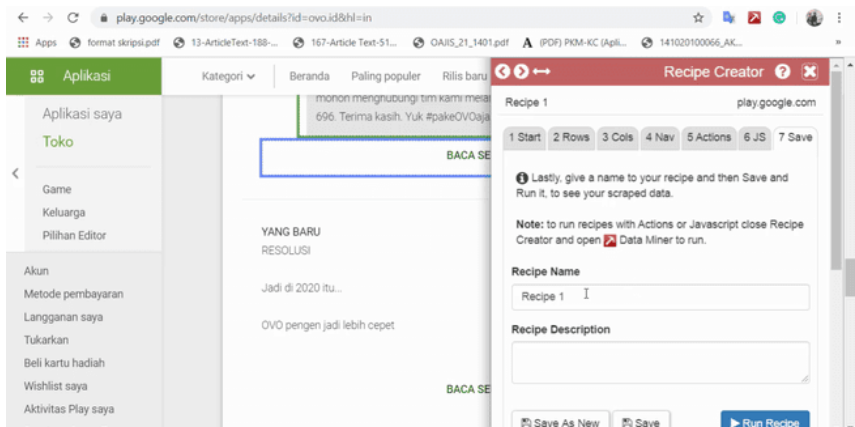 play.google.com/store/apps/details?id=ovo.id&hl=in
Apps format skripsi.pdf 13-ArticleText-188-... 167-Article Text-51... OAJIS_21_1401.pdf (PDF) PKM-KC (Apli... 141020100066_AK...
Aplikasi Kategori Beranda Paling populer Rilis baru
Aplikasi saya
Toko
Game
Keluarga
Pilihan Editor
Akun
Metode pembayaran
Langganan saya
Tukarkan
Beli kartu hadiah
Wishlist saya
Aktivitas Play saya
mohon menghubungi tim kami melal
696. Terima kasih. Yuk #pakeOVOaja
BACA SE
YANG BARU
RESOLUSI
Jadi di 2020 itu...
OVO pengen jadi lebih cepet
BACA SE
Recipe Creator
Recipe 1 play.google.com
1 Start 2 Rows 3 Cols 4 Nav 5 Actions 6 JS 7 Save
Lastly, give a name to your recipe and then Save and
Run it, to see your scraped data.
Note: to run recipes with Actions or Javascript close Recipe
Creator and open Data Miner to run.
Recipe Name
Recipe 1
Recipe Description
Save As New Save Run Recipe